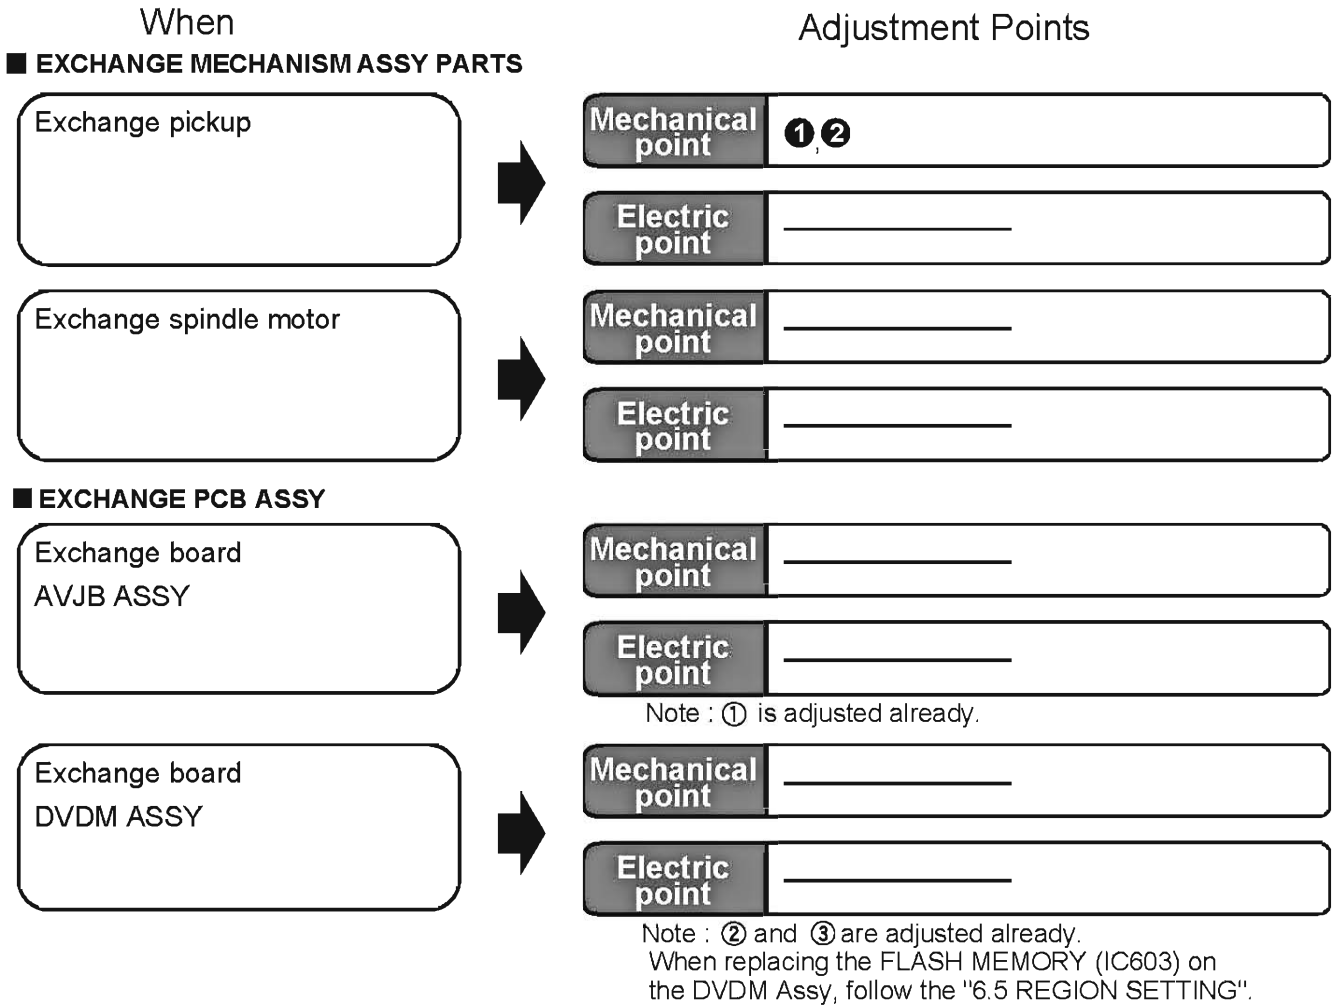 When
Adjustment Points
■ EXCHANGE MECHANISM ASSY PARTS
Exchange pickup
Mechanical
point
❶,❷
Electric
point
Exchange spindle motor
Mechanical
point
Electric
point
■ EXCHANGE PCB ASSY
Exchange board
AVJB ASSY
Mechanical
point
Electric
point
Note : ① is adjusted already.
Exchange board
DVDM ASSY
Mechanical
point
Electric
point
Note : ② and ③ are adjusted already.
When replacing the FLASH MEMORY (IC603) on
the DVDM Assy, follow the "6.5 REGION SETTING".